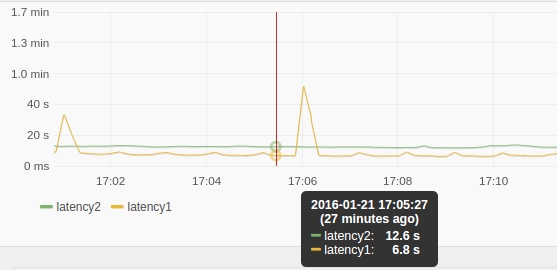 1.7 min
1.3 min
1.0 min
40 s
20 s
0 ms
17:02 17:04 17:06 17:08 17:10
latency2 latency1
2016-01-21 17:05:27
(27 minutes ago)
latency2: 12.6 s
latency1: 6.8 s